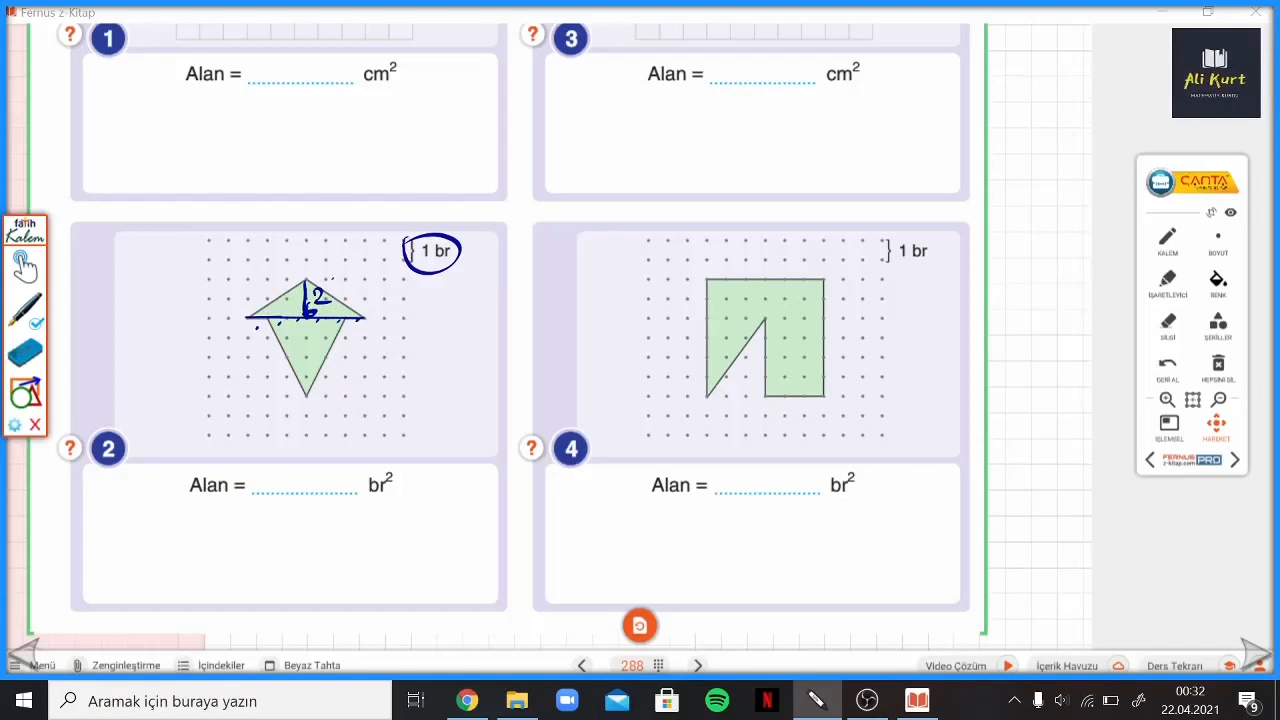 Fernus z-Kitap
? 1
Alan = .................... cm²
? 3
Alan = .................... cm²
Ali Kurt
} 1 br
2
6
? 2
Alan = .................... br²
} 1 br
? 4
Alan = .................... br²
fatih
Kalem
ÇANTA
KALEM
BOYUT
İŞARETLEYİCİ
RENK
SİLGİ
ŞEKİLLER
GERİ AL
HEPSİNİ SİL
İŞLEMSEL
HAREKET
FERNUS PRO
z-kitap.com
Menü
Zenginleştirme
İçindekiler
Beyaz Tahta
288
Video Çözüm
İçerik Havuzu
Ders Tekrarı
Aramak için buraya yazın
00:32
22.04.2021
9